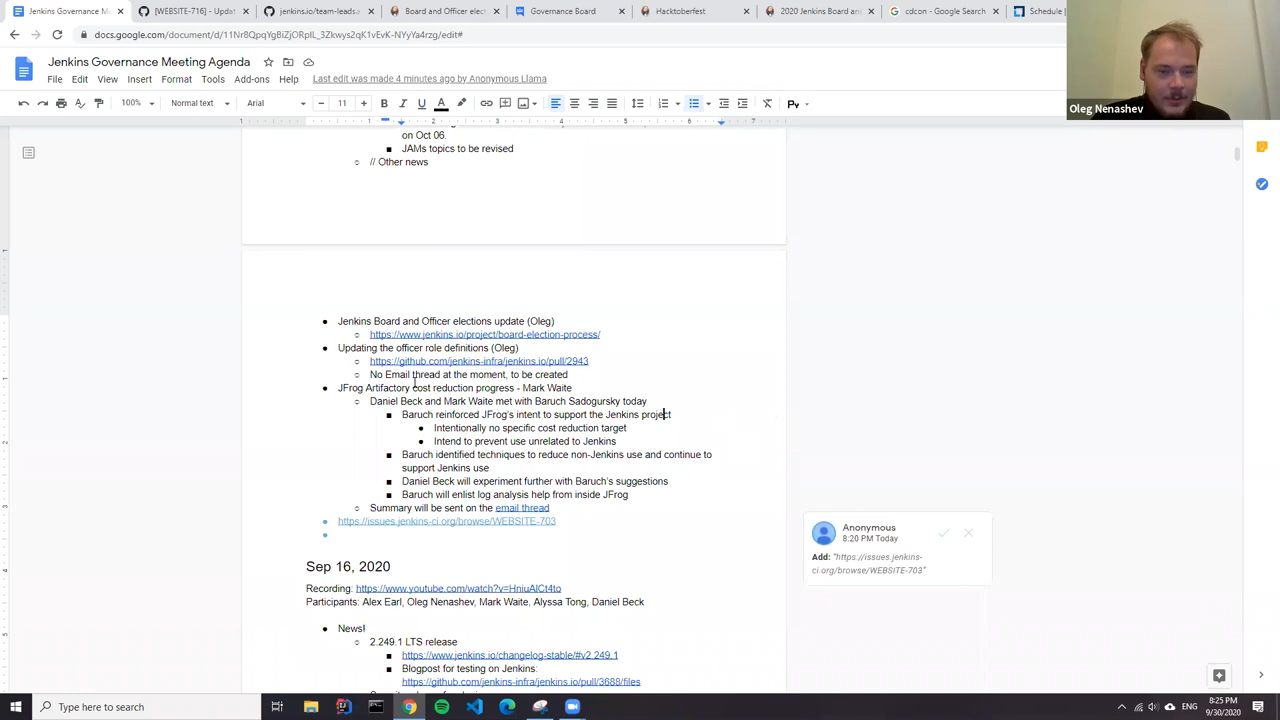 Jenkins Governance Meeting Agend
[WEBSITE-716] - Updat
jenkins.io/team-leads.a
Board and Officer elec
Governance Board
Hacktoberfest
2020 Jenkins Board an
cdcon - Google Search
Schedule |
docs.google.com/document/d/11Nr8QpqYgBiZjORpIL_3Zkwys2qK1vEvK-NYyYa4rzg/edit#
Jenkins Governance Meeting Agenda
File Edit View Insert Format Tools Add-ons Help Last edit was made 4 minutes ago by Anonymous Llama
100% Normal text Arial 11
Oleg Nenashev
on Oct 06.
JAMs topics to be revised
// Other news
Jenkins Board and Officer elections update (Oleg)
https://www.jenkins.io/project/board-election-process/
Updating the officer role definitions (Oleg)
https://github.com/jenkins-infra/jenkins.io/pull/2943
No Email thread at the moment, to be created
JFrog Artifactory cost reduction progress - Mark Waite
Daniel Beck and Mark Waite met with Baruch Sadogursky today
Baruch reinforced JFrog's intent to support the Jenkins project
Intentionally no specific cost reduction target
Intend to prevent use unrelated to Jenkins
Baruch identified techniques to reduce non-Jenkins use and continue to
support Jenkins use
Daniel Beck will experiment further with Baruch's suggestions
Baruch will enlist log analysis help from inside JFrog
Summary will be sent on the email thread
https://issues.jenkins-ci.org/browse/WEBSITE-703
Anonymous
8:20 PM Today
Add: "https://issues.jenkins-
ci.org/browse/WEBSITE-703"
Sep 16, 2020
Recording: https://www.youtube.com/watch?v=HniuAlCt4to
Participants: Alex Earl, Oleg Nenashev, Mark Waite, Alyssa Tong, Daniel Beck
News!
2.249.1 LTS release
https://www.jenkins.io/changelog-stable/#v2.249.1
Blogpost for testing on Jenkins:
https://github.com/jenkins-infra/jenkins.io/pull/3688/files
Type here to search
ENG
8:25 PM
9/30/2020